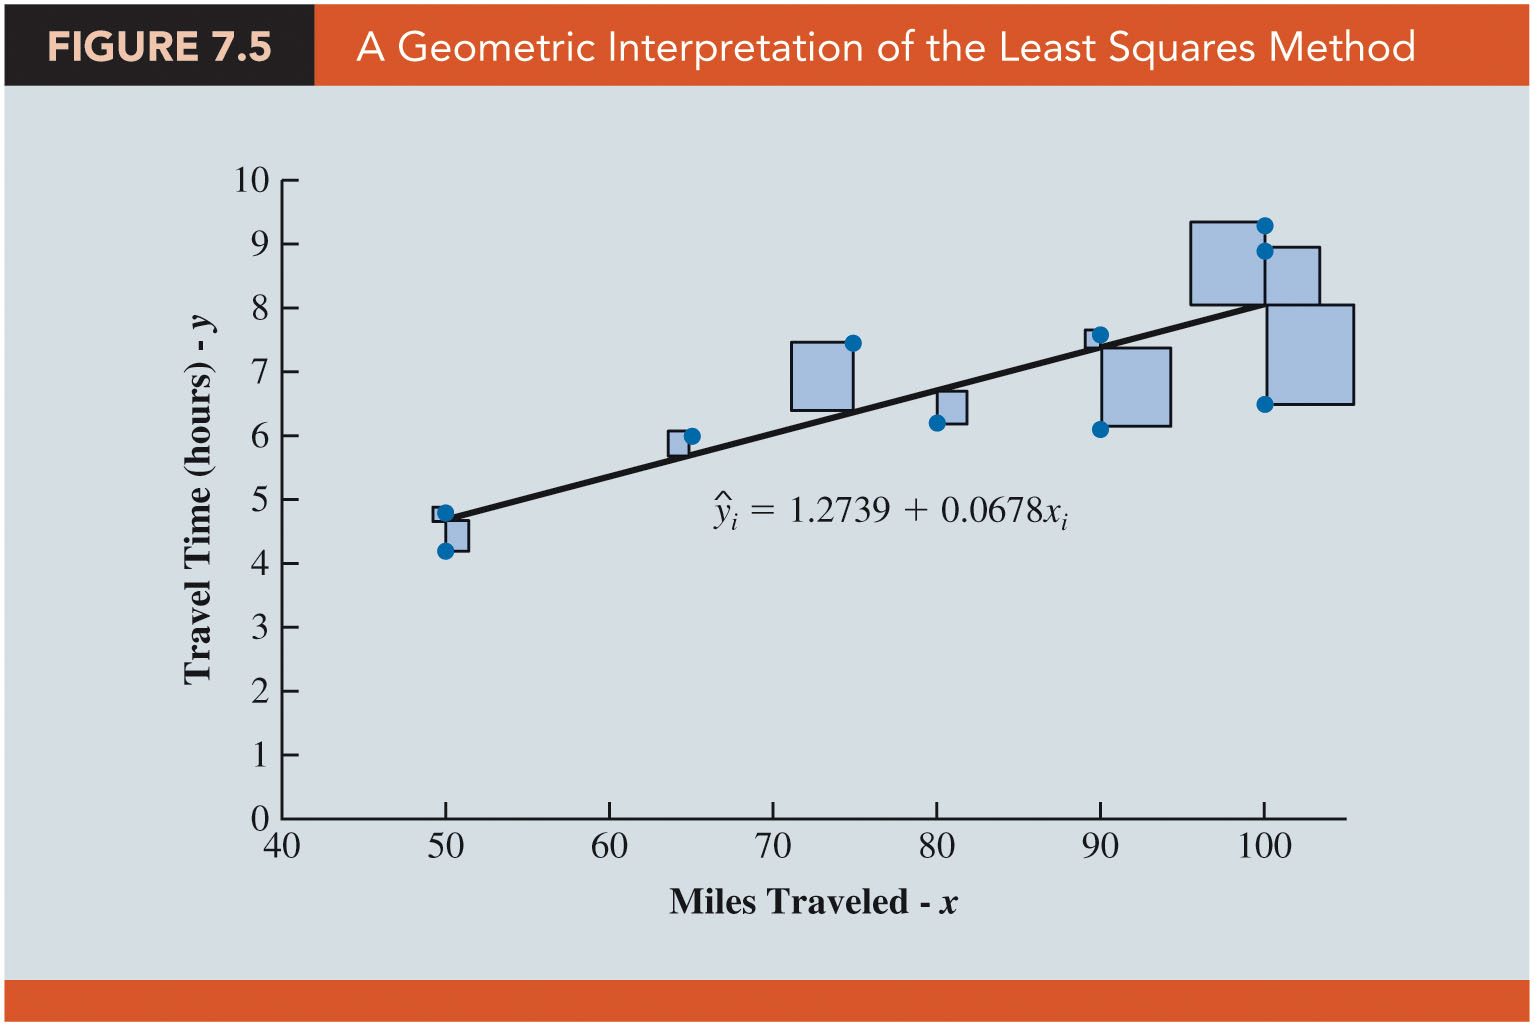 FIGURE 7.5
A Geometric Interpretation of the Least Squares Method
10
9
8
7
6
5
4
3
2
1
0
Travel Time (hours) - y
ŷi = 1.2739 + 0.0678xi
40 50 60 70 80 90 100
Miles Traveled - x